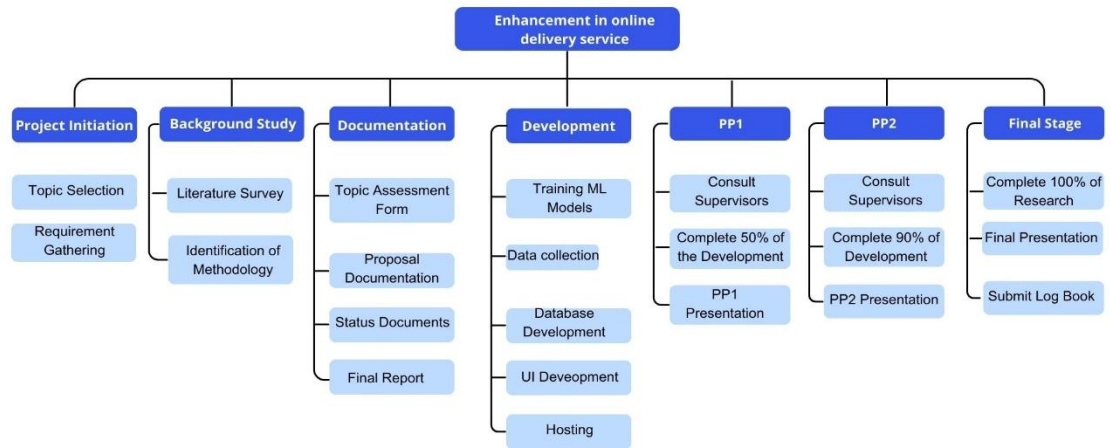 Enhancement in online
delivery service
Project Initiation
Topic Selection
Requirement
Gathering
Background Study
Literature Survey
Identification of
Methodology
Documentation
Topic Assessment
Form
Proposal
Documentation
Status Documents
Final Report
Development
Training ML
Models
Data collection
Database
Development
UI Deveopment
Hosting
PP1
Consult
Supervisors
Complete 50% of
the Development
PP1
Presentation
PP2
Consult
Supervisors
Complete 90% of
Development
PP2 Presentation
Final Stage
Complete 100% of
Research
Final Presentation
Submit Log Book